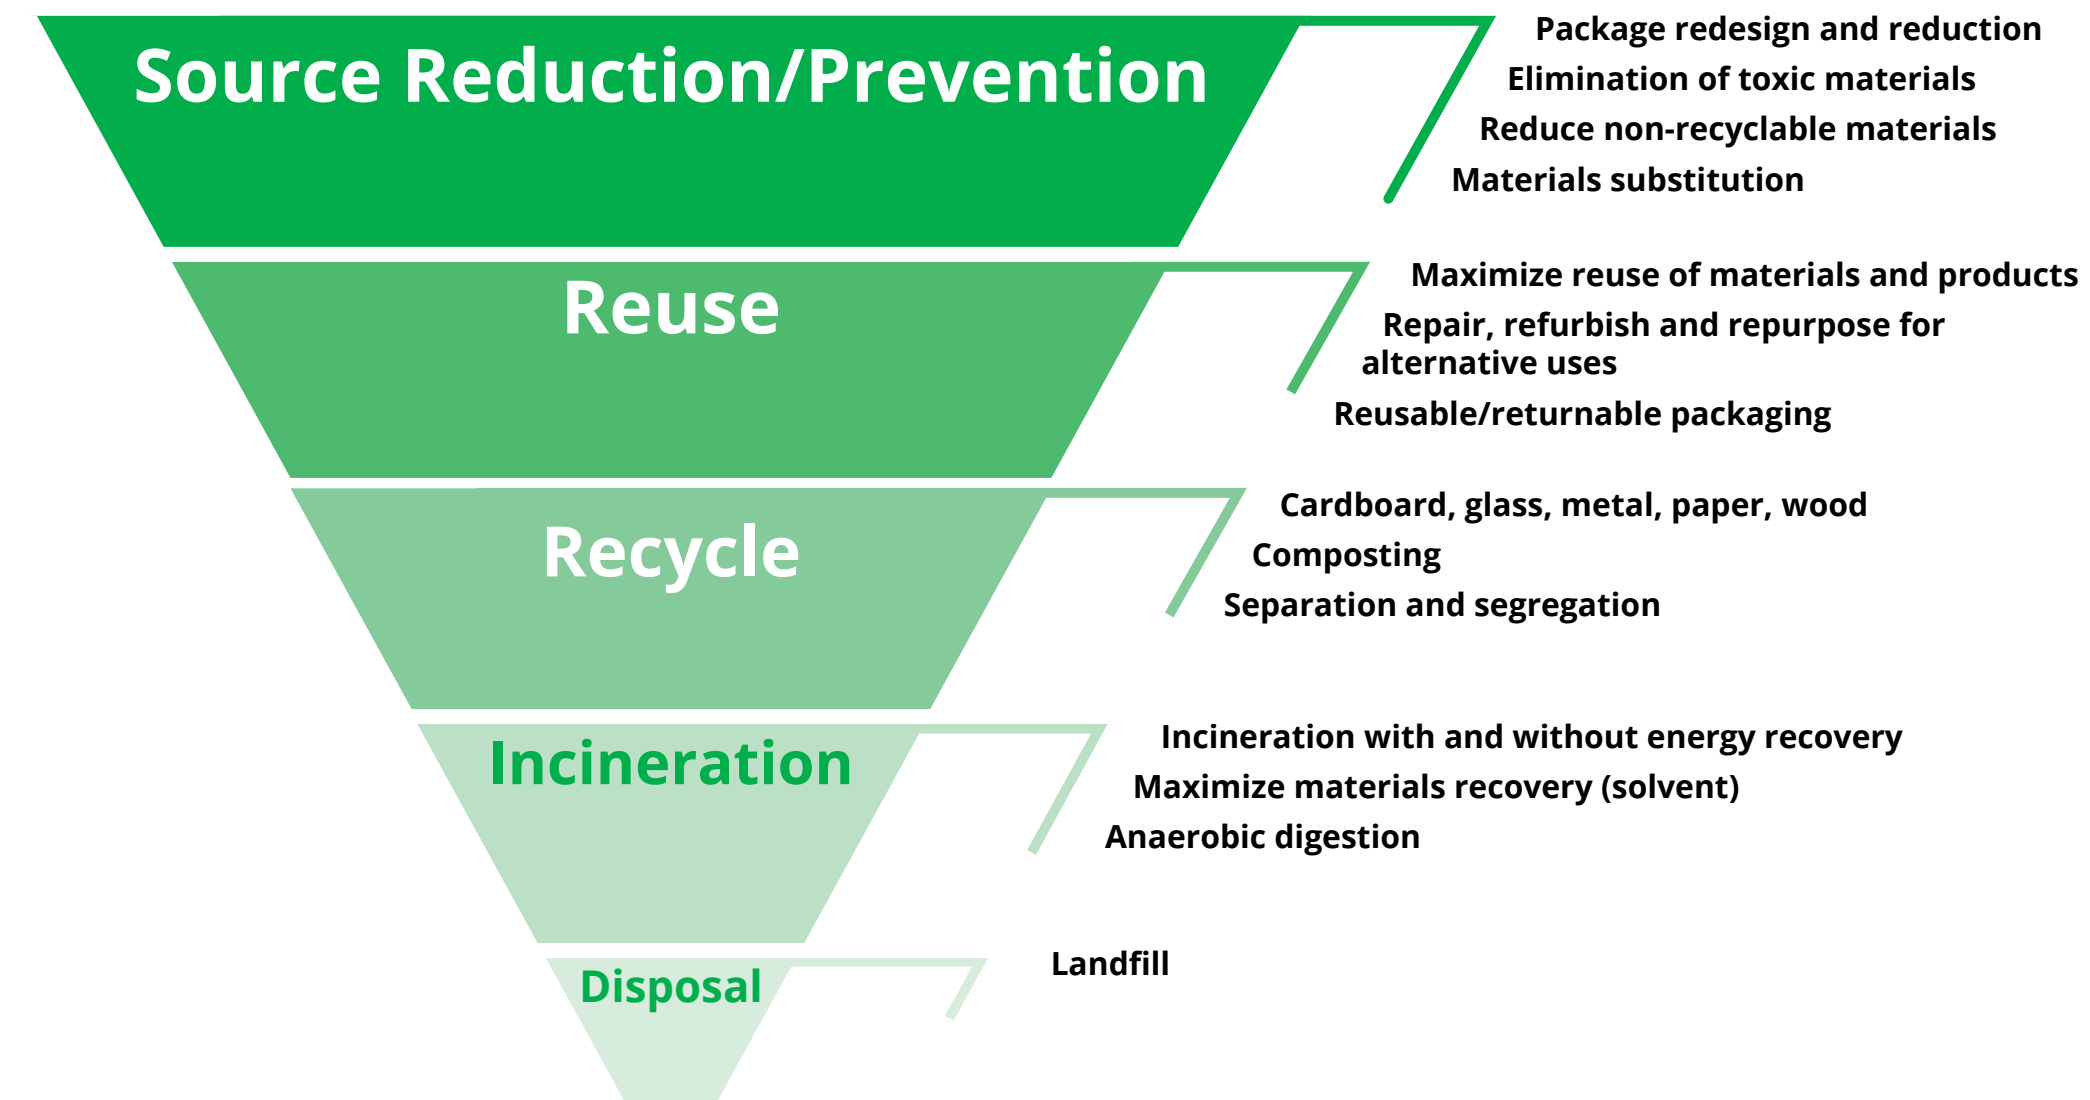 Source Reduction/Prevention
Package redesign and reduction
Elimination of toxic materials
Reduce non-recyclable materials
Materials substitution
Reuse
Maximize reuse of materials and products
Repair, refurbish and repurpose for
alternative uses
Reusable/returnable packaging
Recycle
Cardboard, glass, metal, paper, wood
Composting
Separation and segregation
Incineration
Incineration with and without energy recovery
Maximize materials recovery (solvent)
Anaerobic digestion
Disposal
Landfill